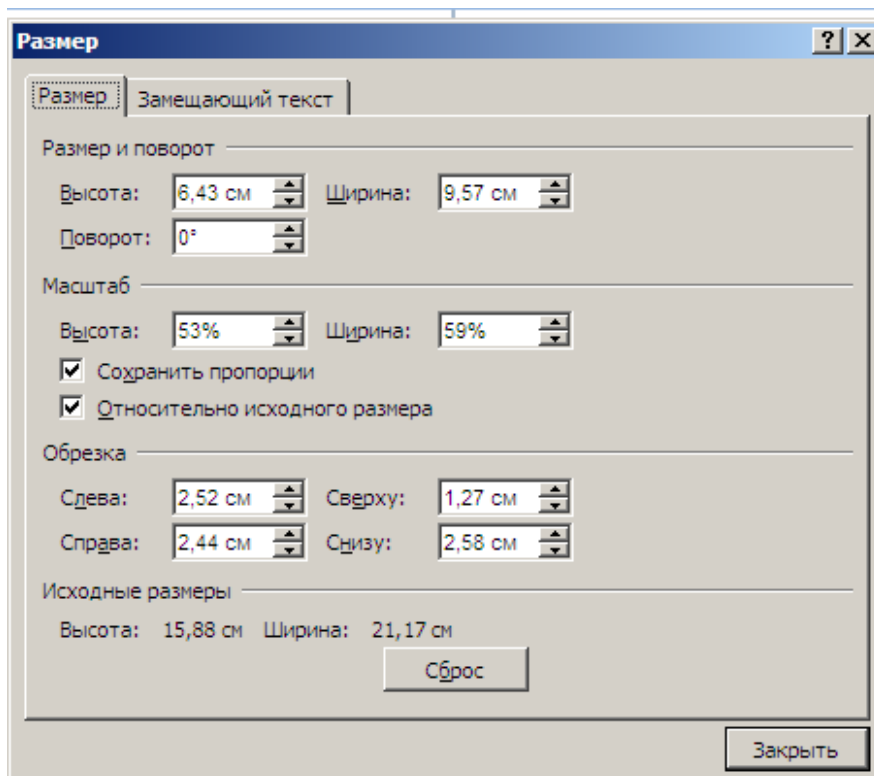 Размер
Размер Замещающий текст
Размер и поворот
Высота: 6,43 см Ширина: 9,57 см
Поворот: 0°
Масштаб
Высота: 53% Ширина: 59%
Сохранить пропорции
Относительно исходного размера
Обрезка
Слева: 2,52 см Сверху: 1,27 см
Справа: 2,44 см Снизу: 2,58 см
Исходные размеры
Высота: 15,88 см Ширина: 21,17 см
Сброс
Закрыть